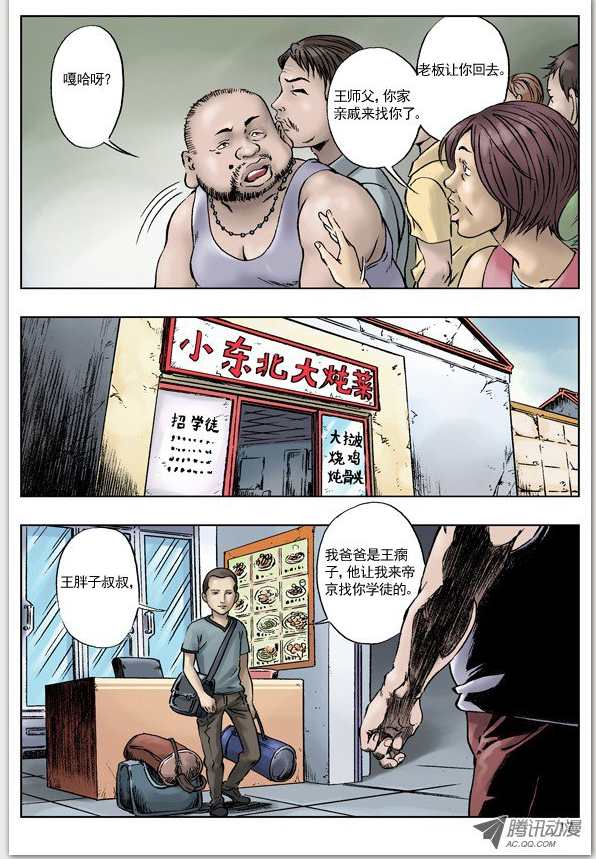 嘎哈呀?
王师父,你家
亲戚来找你了。
老板让你回去。
小东北大炖菜
招学徒
大拉皮
烧鸡
炖骨头
王胖子叔叔,
我爸爸是王瘸
子,他让我来帝
京找你学徒的。
17
腾讯动漫
AC.QQ.COM